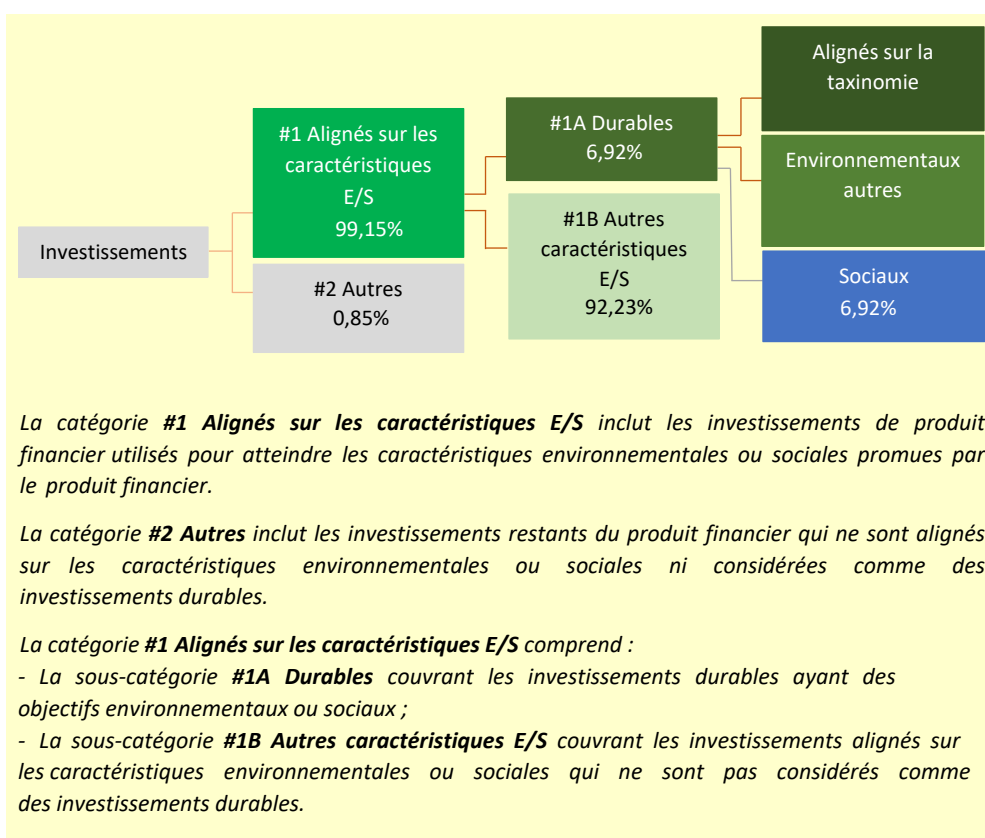 Investissements
#1 Alignés sur les
caractéristiques
E/S
99,15%
#2 Autres
0,85%
#1A Durables
6,92%
#1B Autres
caractéristiques
E/S
92,23%
Alignés sur la
taxinomie
Environnementaux
autres
Sociaux
6,92%
La catégorie #1 Alignés sur les caractéristiques E/S inclut les investissements de produit
financier utilisés pour atteindre les caractéristiques environnementales ou sociales promues par
le produit financier.
La catégorie #2 Autres inclut les investissements restants du produit financier qui ne sont alignés
sur les caractéristiques environnementales ou sociales ni considérées comme des
investissements durables.
La catégorie #1 Alignés sur les caractéristiques E/S comprend :
- La sous-catégorie #1A Durables couvrant les investissements durables ayant des
objectifs environnementaux ou sociaux ;
- La sous-catégorie #1B Autres caractéristiques E/S couvrant les investissements alignés sur
les caractéristiques environnementales ou sociales qui ne sont pas considérés comme
des investissements durables.